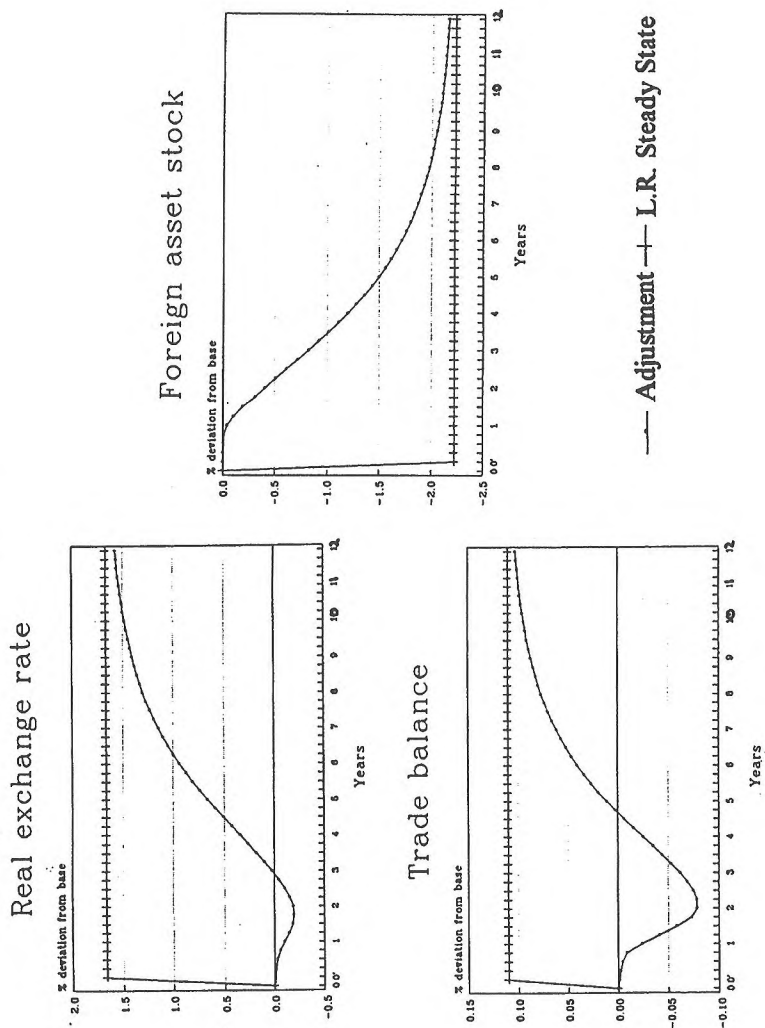 Foreign asset stock
% deviation from base
0.0
-0.5
-1.0
-1.5
-2.0
-2.5
0 0' 1 2 3 4 5 6 7 8 9 10 11 12
Years
Adjustment L.R. Steady State
Real exchange rate
% deviation from base
2.0
1.5
1.0
0.5
0.0
-0.5
0 0' 1 2 3 4 5 6 7 8 9 10 11 12
Years
Trade balance
% deviation from base
0.15
0.10
0.05
0.00
-0.05
-0.10
0 0' 1 2 3 4 5 6 7 8 9 10 11 12
Years